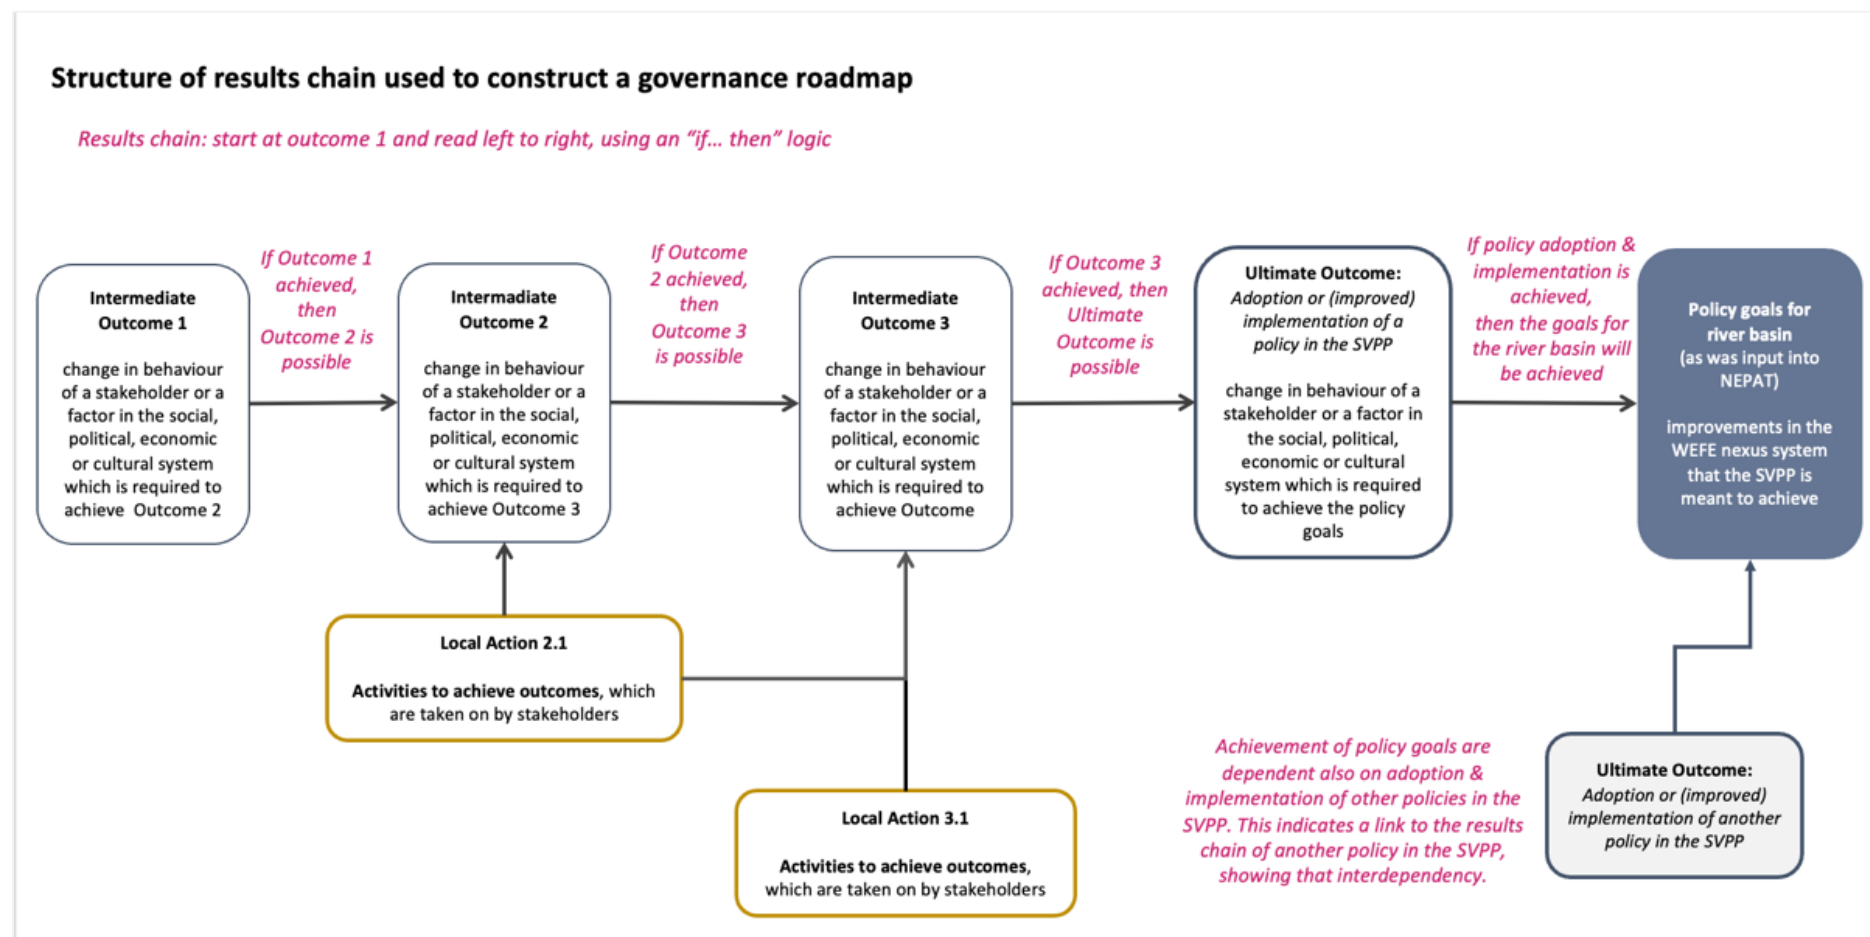 Structure of results chain used to construct a governance roadmap
Results chain: start at outcome 1 and read left to right, using an “if... then” logic
Intermediate
Outcome 1
change in behaviour
of a stakeholder or a
factor in the social,
political, economic
or cultural system
which is required to
achieve Outcome 2
If Outcome 1
achieved,
then
Outcome 2 is
possible
Intermadiate
Outcome 2
change in behaviour
of a stakeholder or a
factor in the social,
political, economic
or cultural system
which is required to
achieve Outcome 3
If Outcome
2 achieved,
then
Outcome 3
is possible
Intermediate
Outcome 3
change in behaviour
of a stakeholder or a
factor in the social,
political, economic
or cultural system
which is required to
achieve Outcome
If Outcome 3
achieved, then
Ultimate
Outcome is
possible
Ultimate Outcome:
Adoption or (improved)
implementation of a
policy in the SVPP
change in behaviour of a
stakeholder or a factor in
the social, political,
economic or cultural
system which is required
to achieve the policy
goals
If policy adoption &
implementation is
achieved,
then the goals for
the river basin will
be achieved
Policy goals for
river basin
(as was input into
NEPAT)
improvements in the
WEFE nexus system
that the SVPP is
meant to achieve
Local Action 2.1
Activities to achieve outcomes, which
are taken on by stakeholders
Local Action 3.1
Activities to achieve outcomes,
which are taken on by stakeholders
Achievement of policy goals are
dependent also on adoption &
implementation of other policies in the
SVPP. This indicates a link to the results
chain of another policy in the SVPP,
showing that interdependency.
Ultimate Outcome:
Adoption or (improved)
implementation of another
policy in the SVPP